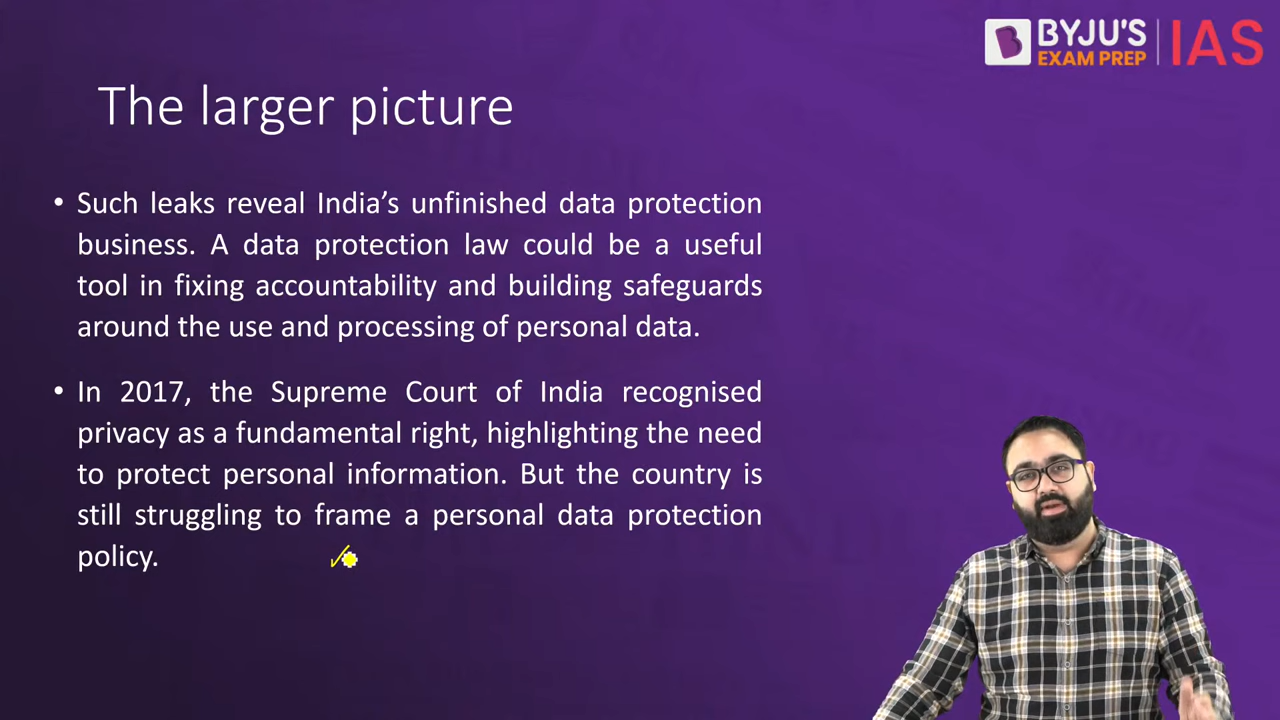 BYJU'S
EXAM PREP
IAS
The larger picture
• Such leaks reveal India’s unfinished data protection
business. A data protection law could be a useful
tool in fixing accountability and building safeguards
around the use and processing of personal data.
• In 2017, the Supreme Court of India recognised
privacy as a fundamental right, highlighting the need
to protect personal information. But the country is
still struggling to frame a personal data protection
policy.